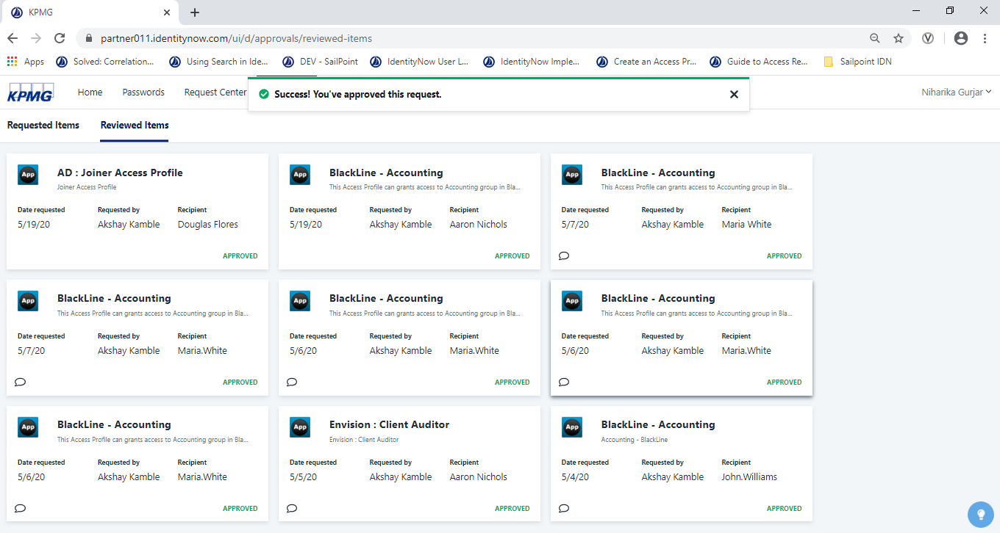 KPMG
partner011.identitynow.com/ui/d/approvals/reviewed-items
Apps Solved: Correlation... Using Search in Ide... DEV - SailPoint IdentityNow User L... IdentityNow Imple... Create an Access Pr... Guide to Access Re... Sailpoint IDN
KPMG Home Passwords Request Center Success! You've approved this request. Niharika Gurjar
Requested Items Reviewed Items
App AD : Joiner Access Profile
Joiner Access Profile
Date requested Requested by Recipient
5/19/20 Akshay Kamble Douglas Flores
APPROVED
App BlackLine - Accounting
This Access Profile can grants access to Accounting group in Bla...
Date requested Requested by Recipient
5/19/20 Akshay Kamble Aaron Nichols
APPROVED
App BlackLine - Accounting
This Access Profile can grants access to Accounting group in Bla...
Date requested Requested by Recipient
5/7/20 Akshay Kamble Maria White
APPROVED
App BlackLine - Accounting
This Access Profile can grants access to Accounting group in Bla...
Date requested Requested by Recipient
5/7/20 Akshay Kamble Maria.White
APPROVED
App BlackLine - Accounting
This Access Profile can grants access to Accounting group in Bla...
Date requested Requested by Recipient
5/6/20 Akshay Kamble Maria.White
APPROVED
App BlackLine - Accounting
This Access Profile can grants access to Accounting group in Bla...
Date requested Requested by Recipient
5/6/20 Akshay Kamble Maria.White
APPROVED
App BlackLine - Accounting
This Access Profile can grants access to Accounting group in Bla...
Date requested Requested by Recipient
5/6/20 Akshay Kamble Maria.White
APPROVED
App Envision : Client Auditor
Envision : Client Auditor
Date requested Requested by Recipient
5/5/20 Akshay Kamble Aaron Nichols
APPROVED
App BlackLine - Accounting
Accounting - BlackLine
Date requested Requested by Recipient
5/4/20 Akshay Kamble John.Williams
APPROVED